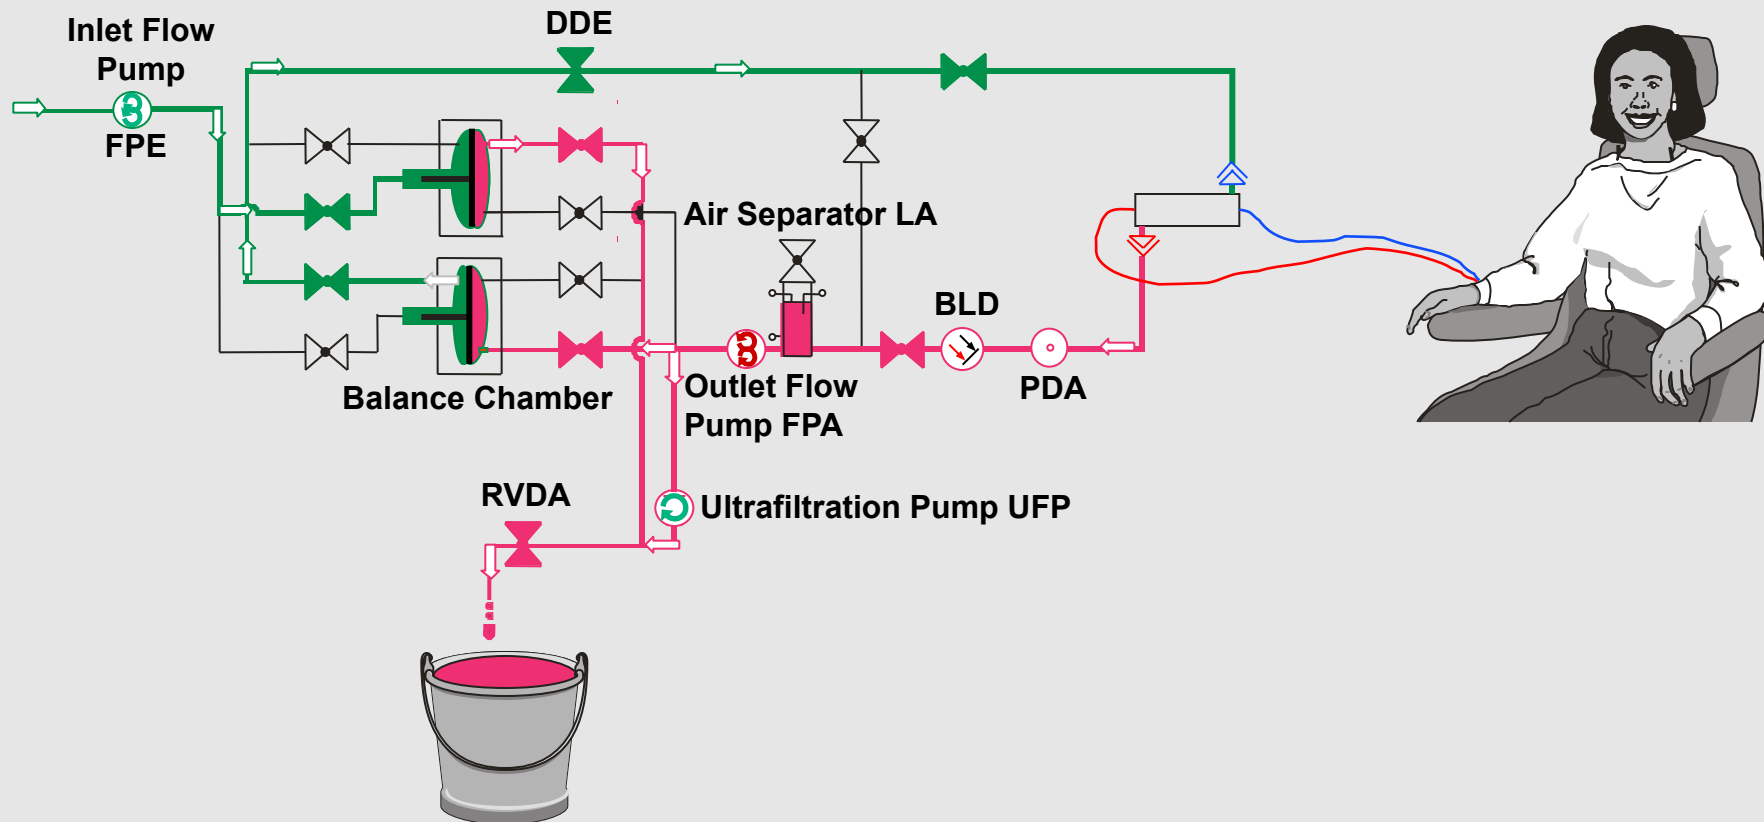 Inlet Flow
Pump
FPE
DDE
Air Separator LA
BLD
PDA
Balance Chamber
Outlet Flow
Pump FPA
RVDA
Ultrafiltration Pump UFP